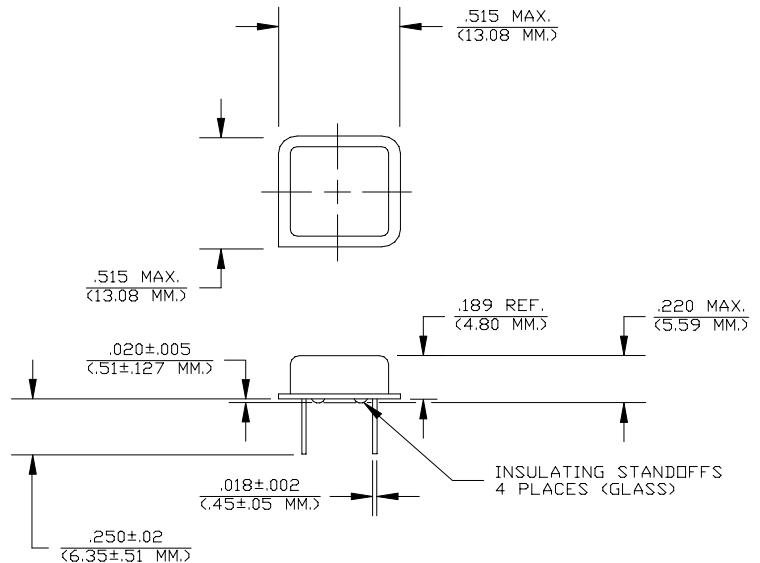 .515 MAX.
(13.08 MM.)
.515 MAX.
(13.08 MM.)
.189 REF.
(4.80 MM.)
.220 MAX.
(5.59 MM.)
.020±.005
(.51±.127 MM.)
INSULATING STANDOFFS
4 PLACES (GLASS)
.018±.002
(.45±.05 MM.)
.250±.02
(6.35±.51 MM.)